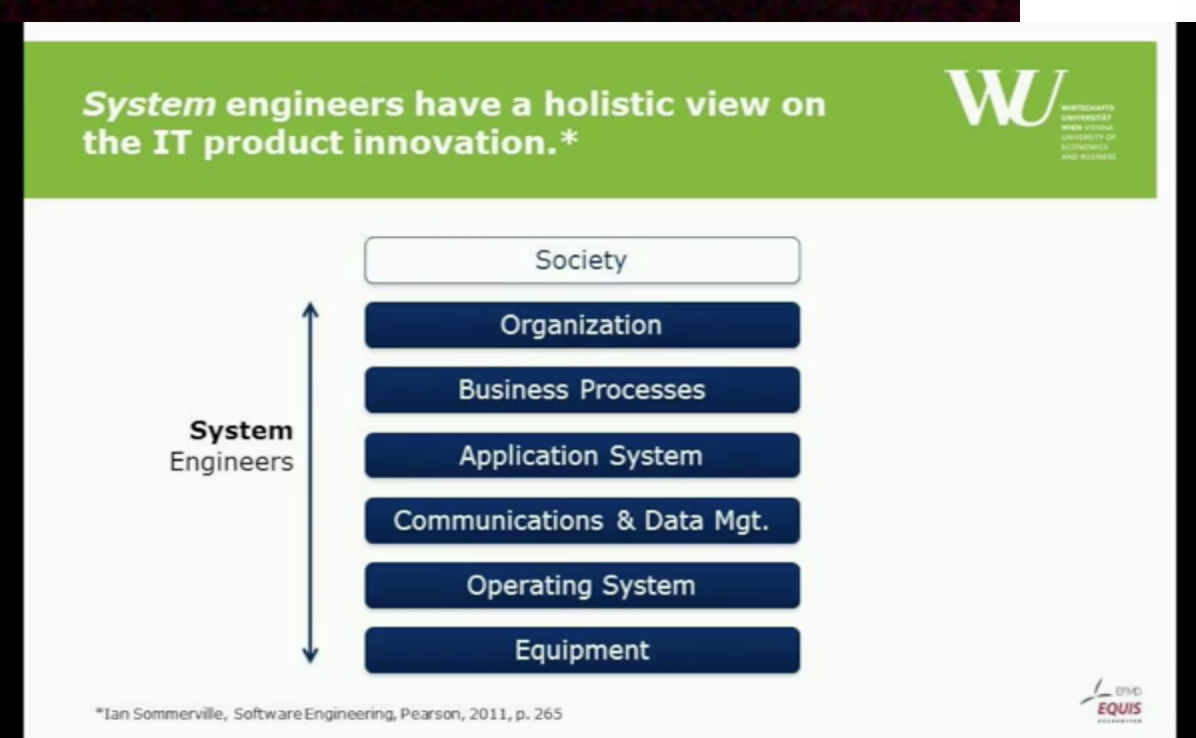 System engineers have a holistic view on
the IT product innovation.*
WU
WIRTSCHAFTS
UNIVERSITÄT
WIEN VIENNA
UNIVERSITY OF
ECONOMICS
AND BUSINESS
Society
Organization
Business Processes
System
Engineers
Application System
Communications & Data Mgt.
Operating System
Equipment
*Ian Sommerville, Software Engineering, Pearson, 2011, p. 265
EFMD
EQUIS
ACCREDITED